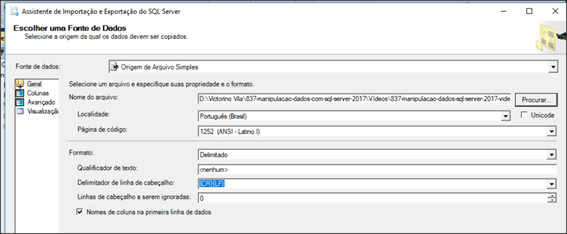 Assistente de Importação e Exportação do SQL Server
Escolher uma Fonte de Dados
Selecione a origem da qual os dados devem ser copiados.
Fonte de dados: Origem de Arquivo Simples
Geral
Colunas
Avançado
Visualização
Selecione um arquivo e especifique suas propriedade e o formato.
Nome do arquivo: D:\Victorino Vila\837-manipulacao-dados-com-sql-server-2017\Vídeos\837-manipulacao-dados-sql-server-2017-vide Procurar...
Localidade: Português (Brasil) Unicode
Página de código: 1252 (ANSI - Latino I)
Formato: Delimitado
Qualificador de texto: <nenhum>
Delimitador de linha de cabeçalho: {CR}{LF}
Linhas de cabeçalho a serem ignoradas: 0
Nomes de coluna na primeira linha de dados